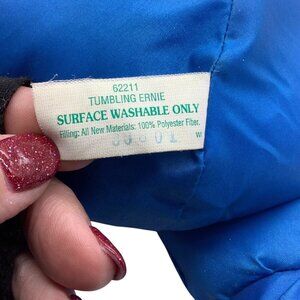 62211
TUMBLING ERNIE
SURFACE WASHABLE ONLY
Filling: All New Materials: 100% Polyester Fiber.